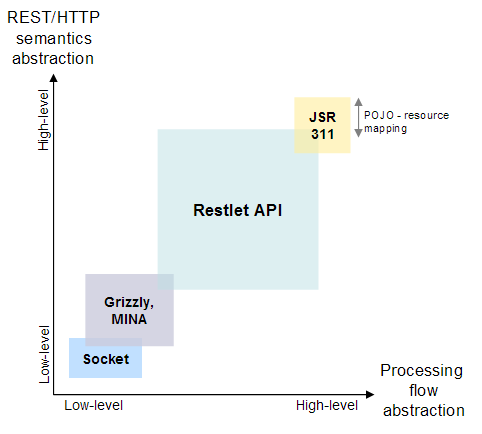 REST/HTTP
semantics
abstraction
High-level
JSR
311
POJO - resource
mapping
Restlet API
Grizzly,
MINA
Socket
Low-level
Low-level
High-level
Processing
flow
abstraction